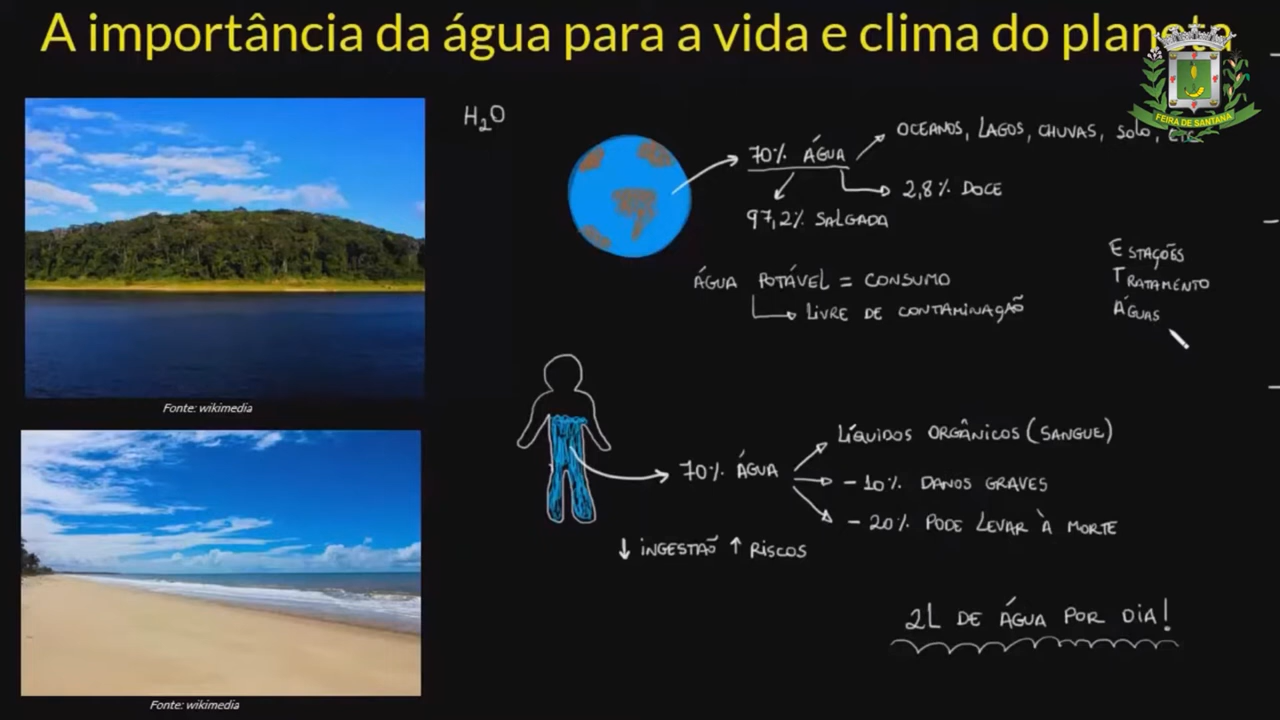 A importância da água para a vida e clima do planeta
FEIRA DE SANTANA
H2O
70% ÁGUA
OCEANOS, LAGOS, CHUVAS, SOLO, ETC
2,8% DOCE
97,2% SALGADA
ÁGUA POTÁVEL = CONSUMO
LIVRE DE CONTAMINAÇÃO
ESTAÇÕES
TRATAMENTO
ÁGUAS
Fonte: wikimedia
70% ÁGUA
LÍQUIDOS ORGÂNICOS (SANGUE)
- 10% DANOS GRAVES
- 20% PODE LEVAR À MORTE
↓ INGESTÃO ↑ RISCOS
2L DE ÁGUA POR DIA!
Fonte: wikimedia